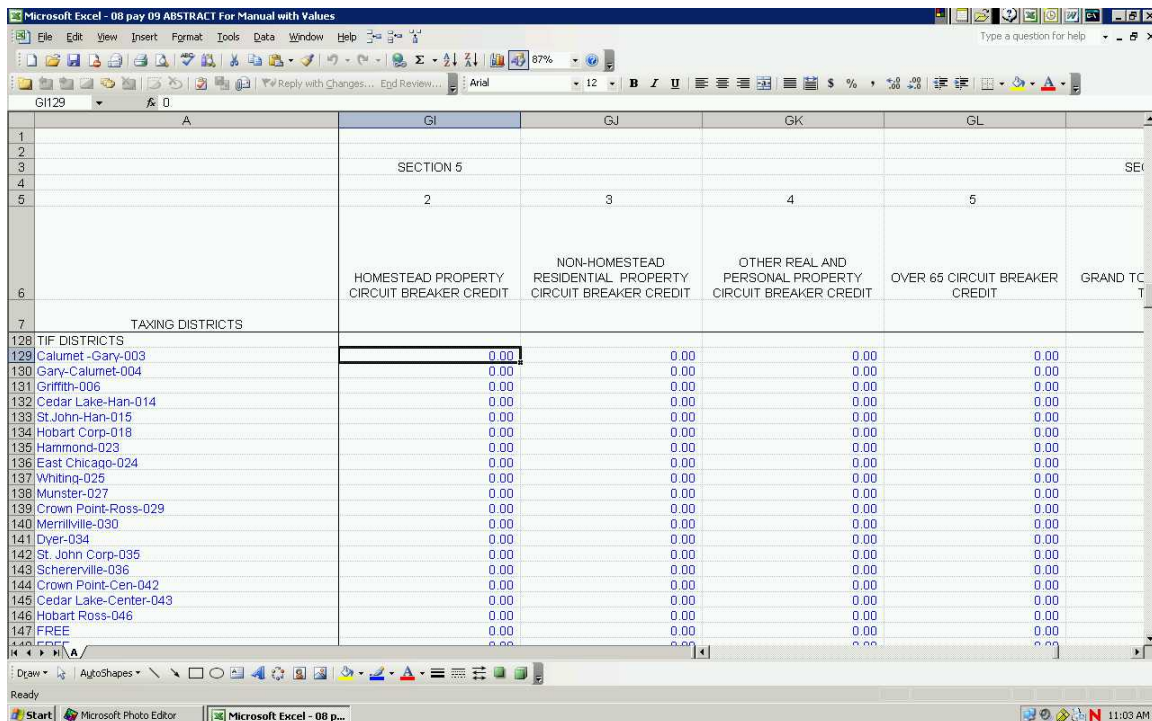 Microsoft Excel - 08 pay 09 ABSTRACT For Manual with Values
File Edit View Insert Format Tools Data Window Help Type a question for help
87%
Reply with Changes... End Review... Arial 12 B I U $ % ,
GI129 fx 0
A GI GJ GK GL
1
2
3 SECTION 5 SE
4
5 2 3 4 5
NON-HOMESTEAD OTHER REAL AND
HOMESTEAD PROPERTY RESIDENTIAL PROPERTY PERSONAL PROPERTY OVER 65 CIRCUIT BREAKER GRAND TO
6 CIRCUIT BREAKER CREDIT CIRCUIT BREAKER CREDIT CIRCUIT BREAKER CREDIT CREDIT T
7 TAXING DISTRICTS
128 TIF DISTRICTS
129 Calumet -Gary-003 0.00 0.00 0.00 0.00
130 Gary-Calumet-004 0.00 0.00 0.00 0.00
131 Griffith-006 0.00 0.00 0.00 0.00
132 Cedar Lake-Han-014 0.00 0.00 0.00 0.00
133 St.John-Han-015 0.00 0.00 0.00 0.00
134 Hobart Corp-018 0.00 0.00 0.00 0.00
135 Hammond-023 0.00 0.00 0.00 0.00
136 East Chicago-024 0.00 0.00 0.00 0.00
137 Whiting-025 0.00 0.00 0.00 0.00
138 Munster-027 0.00 0.00 0.00 0.00
139 Crown Point-Ross-029 0.00 0.00 0.00 0.00
140 Merrillville-030 0.00 0.00 0.00 0.00
141 Dyer-034 0.00 0.00 0.00 0.00
142 St. John Corp-035 0.00 0.00 0.00 0.00
143 Schererville-036 0.00 0.00 0.00 0.00
144 Crown Point-Cen-042 0.00 0.00 0.00 0.00
145 Cedar Lake-Center-043 0.00 0.00 0.00 0.00
146 Hobart Ross-046 0.00 0.00 0.00 0.00
147 FREE 0.00 0.00 0.00 0.00
A
Draw AutoShapes
Ready
Start Microsoft Photo Editor Microsoft Excel - 08 p... 11:03 AM